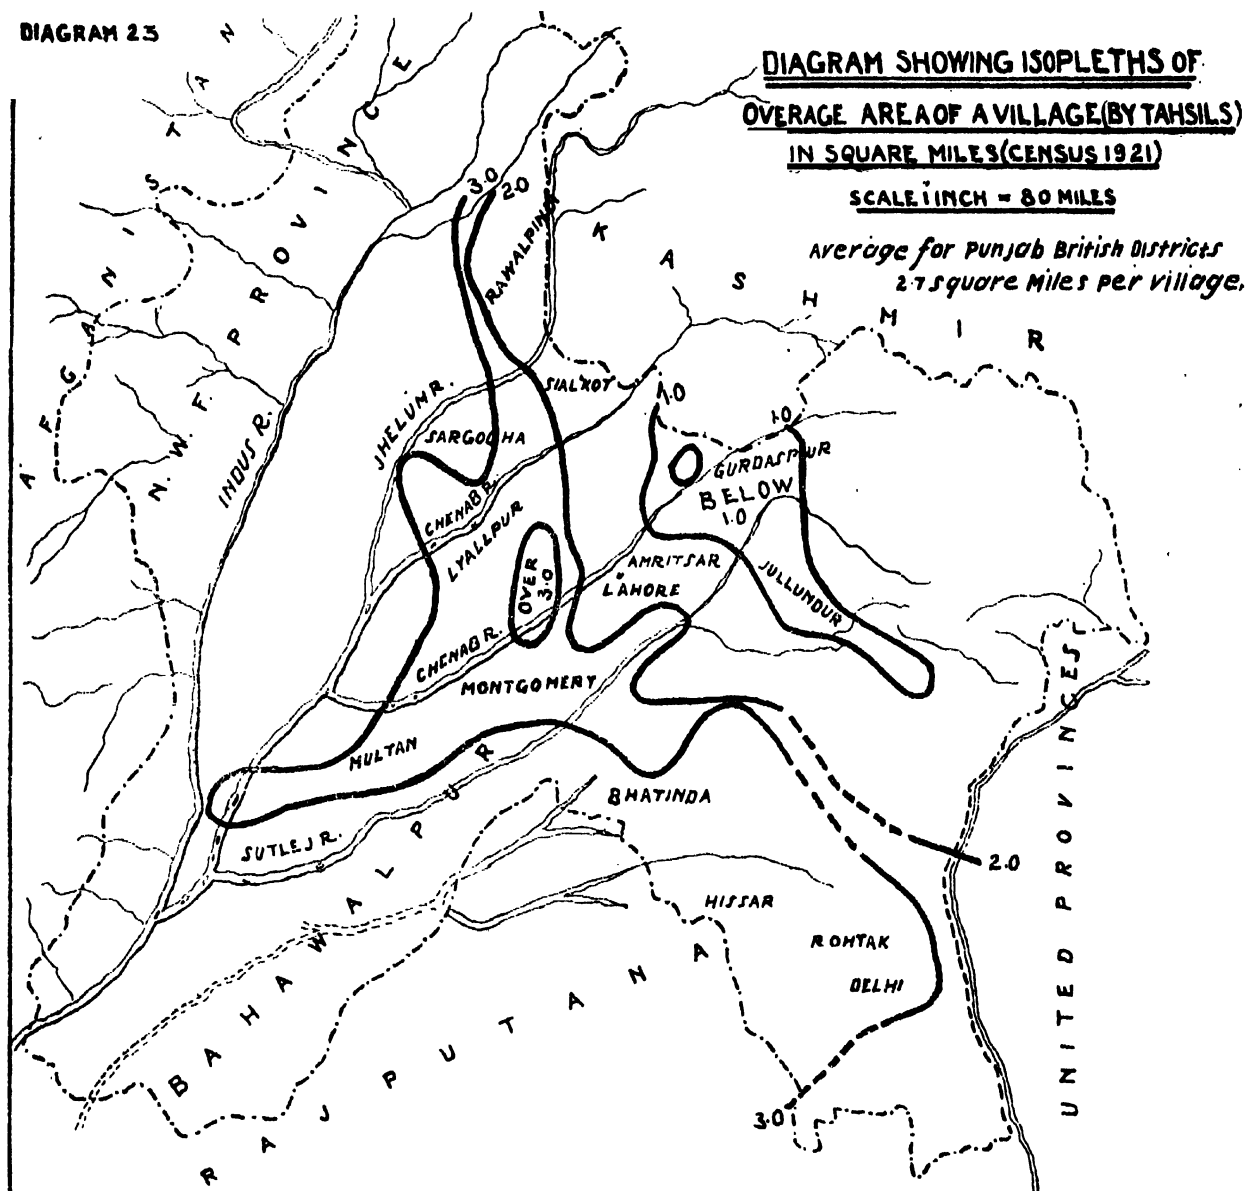 DIAGRAM 23
DIAGRAM SHOWING ISOPLETHS OF
OVERAGE AREA OF A VILLAGE (BY TAHSILS)
IN SQUARE MILES (CENSUS 1921)
SCALE 1 INCH = 80 MILES
Average for Punjab British Districts
2.7 Square Miles Per Village.
AFGANISTAN
N. W. F. PROVINCE
KASHMIR
3.0
2.0
RAWALPINDI
INDUS R.
JHELUM R.
SIALKOT
1.0
1.0
SARGODHA
GURDASPUR
BELOW
1.0
CHENAB R.
LYALLPUR
OVER
3.0
AMRITSAR
LAHORE
JULLUNDUR
CHENAB R.
MONTGOMERY
MULTAN
BHATINDA
SUTLEJ R.
BAHAWALPUR
2.0
HISSAR
ROHTAK
DELHI
RAJPUTANA
UNITED PROVINCES
3.0